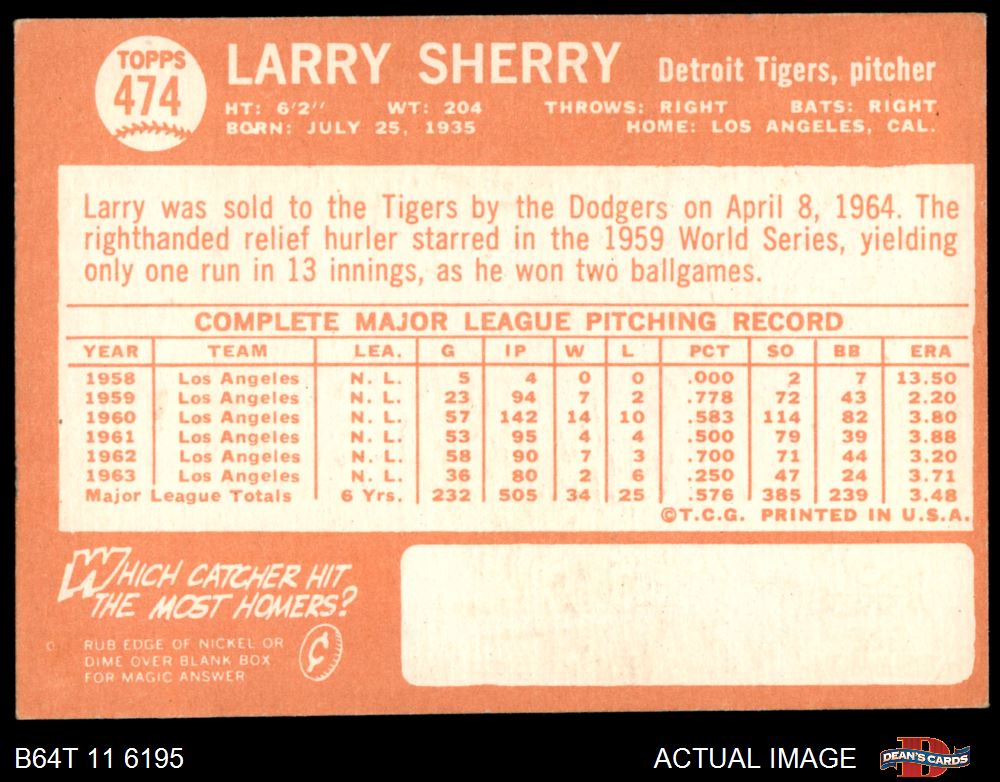 TOPPS
474
LARRY SHERRY Detroit Tigers, pitcher
HT: 6'2" WT: 204 THROWS: RIGHT BATS: RIGHT
BORN: JULY 25, 1935 HOME: LOS ANGELES, CAL.
Larry was sold to the Tigers by the Dodgers on April 8, 1964. The
righthanded relief hurler starred in the 1959 World Series, yielding
only one run in 13 innings, as he won two ballgames.
COMPLETE MAJOR LEAGUE PITCHING RECORD
YEAR TEAM LEA. G IP W L PCT SO BB ERA
1958 Los Angeles N. L. 5 4 0 0 .000 2 7 13.50
1959 Los Angeles N. L. 23 94 7 2 .778 72 43 2.20
1960 Los Angeles N. L. 57 142 14 10 .583 114 82 3.80
1961 Los Angeles N. L. 53 95 4 4 .500 79 39 3.88
1962 Los Angeles N. L. 58 90 7 3 .700 71 44 3.20
1963 Los Angeles N. L. 36 80 2 6 .250 47 24 3.71
Major League Totals 6 Yrs. 232 505 34 25 .576 385 239 3.48
©T.C.G. PRINTED IN U.S.A.
WHICH CATCHER HIT
THE MOST HOMERS?
RUB EDGE OF NICKEL OR
DIME OVER BLANK BOX
FOR MAGIC ANSWER
¢
B64T 11 6195 ACTUAL IMAGE DEAN'S CARDS